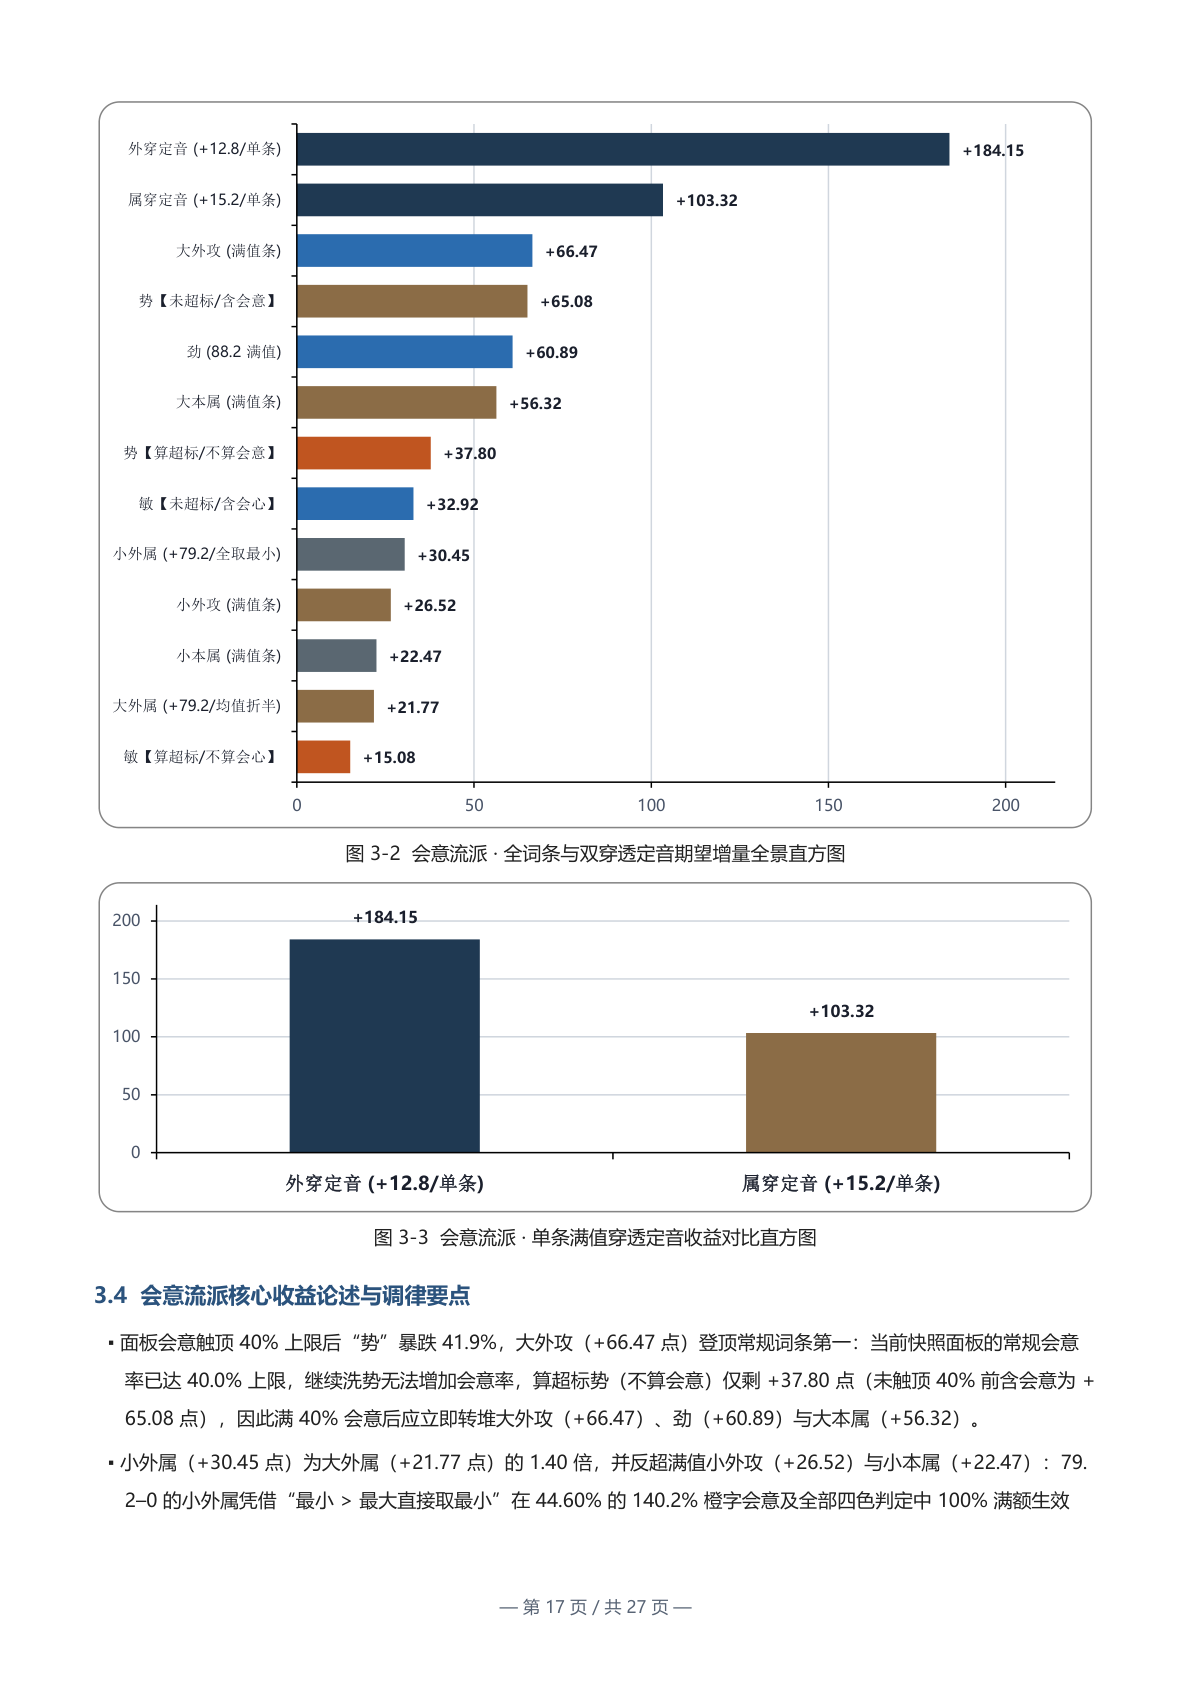 外穿定音 (+12.8/单条) +184.15
属穿定音 (+15.2/单条) +103.32
大外攻 (满值条) +66.47
势【未超标/含会意】 +65.08
劲 (88.2 满值) +60.89
大本属 (满值条) +56.32
势【算超标/不算会意】 +37.80
敏【未超标/含会心】 +32.92
小外属 (+79.2/全取最小) +30.45
小外攻 (满值条) +26.52
小本属 (满值条) +22.47
大外属 (+79.2/均值折半) +21.77
敏【算超标/不算会心】 +15.08
0 50 100 150 200
图 3-2 会意流派 · 全词条与双穿透定音期望增量全景直方图
200
150
100
50
0
+184.15
+103.32
外穿定音 (+12.8/单条) 属穿定音 (+15.2/单条)
图 3-3 会意流派 · 单条满值穿透定音收益对比直方图
3.4 会意流派核心收益论述与调律要点
▪ 面板会意触顶 40% 上限后“势”暴跌 41.9%，大外攻（+66.47 点）登顶常规词条第一：当前快照面板的常规会意
率已达 40.0% 上限，继续洗势无法增加会意率，算超标势（不算会意）仅剩 +37.80 点（未触顶 40% 前含会意为 +
65.08 点），因此满 40% 会意后应立即转堆大外攻（+66.47）、劲（+60.89）与大本属（+56.32）。
▪ 小外属（+30.45 点）为大外属（+21.77 点）的 1.40 倍，并反超满值小外攻（+26.52）与小本属（+22.47）：79.
2–0 的小外属凭借“最小 > 最大直接取最小”在 44.60% 的 140.2% 橙字会意及全部四色判定中 100% 满额生效
— 第 17 页 / 共 27 页 —